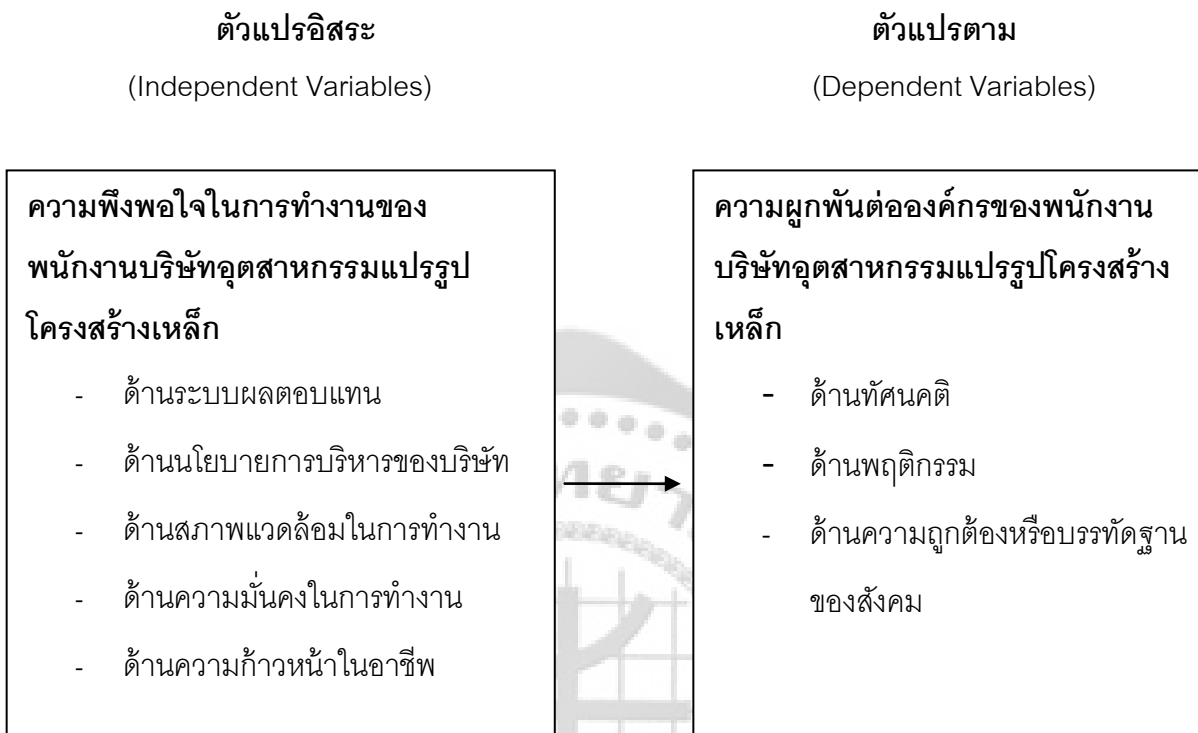 ตัวแปรอิสระ
(Independent Variables)
ตัวแปรตาม
(Dependent Variables)
ความพึงพอใจในการทำงานของ
พนักงานบริษัทอุตสาหกรรมแปรรูป
โครงสร้างเหล็ก
- ด้านระบบผลตอบแทน
- ด้านนโยบายการบริหารของบริษัท
- ด้านสภาพแวดล้อมในการทำงาน
- ด้านความมั่นคงในการทำงาน
- ด้านความก้าวหน้าในอาชีพ
ความผูกพันต่อองค์กรของพนักงาน
บริษัทอุตสาหกรรมแปรรูปโครงสร้าง
เหล็ก
- ด้านทัศนคติ
- ด้านพฤติกรรม
- ด้านความถูกต้องหรือบรรทัดฐาน
ของสังคม